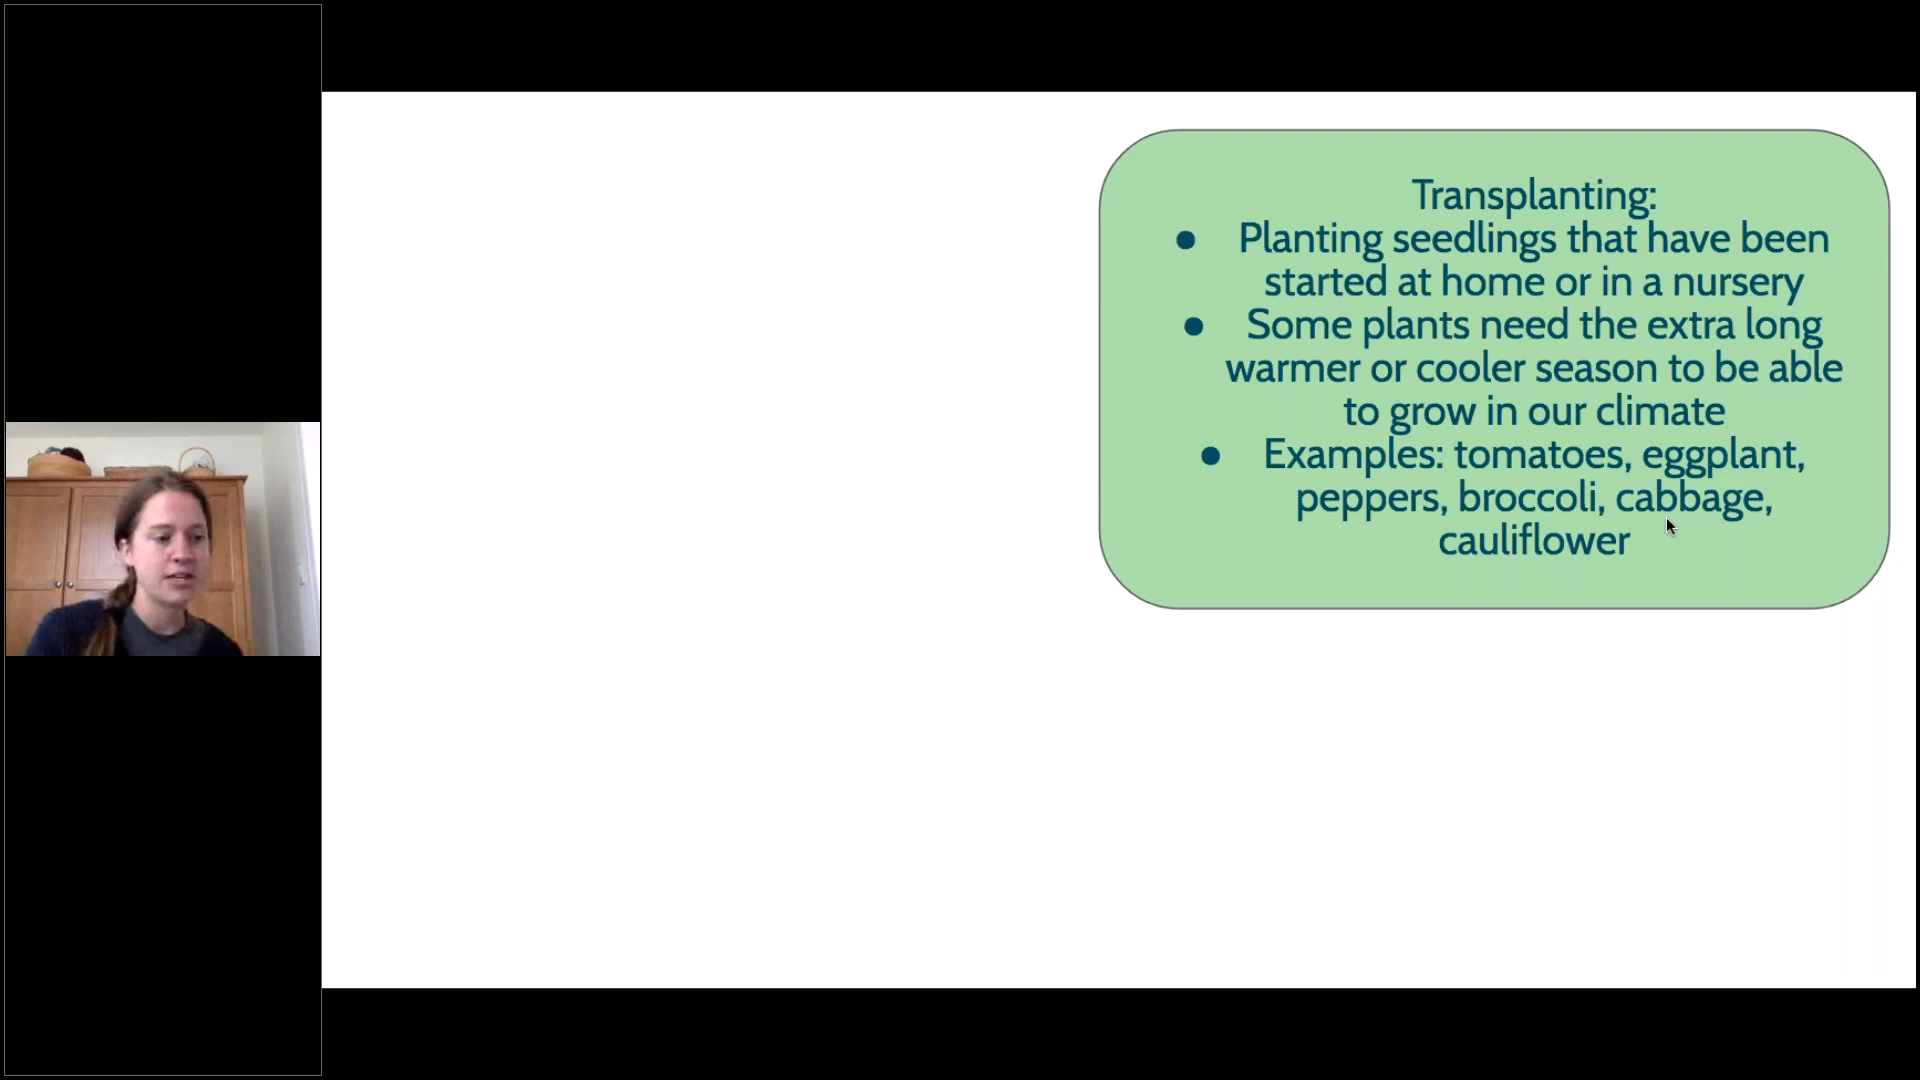 Transplanting:
● Planting seedlings that have been
started at home or in a nursery
● Some plants need the extra long
warmer or cooler season to be able
to grow in our climate
● Examples: tomatoes, eggplant,
peppers, broccoli, cabbage,
cauliflower